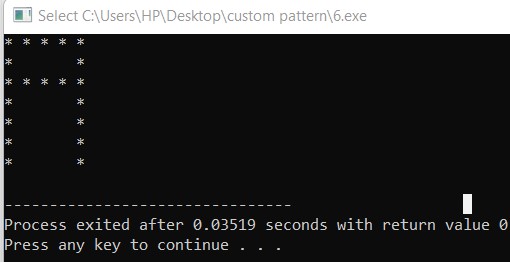 Select C:\Users\HP\Desktop\custom pattern\6.exe
* * * * *
*       *
* * * * *
*       *
*       *
*       *
*       *
--------------------------------
Process exited after 0.03519 seconds with return value 0
Press any key to continue . . .